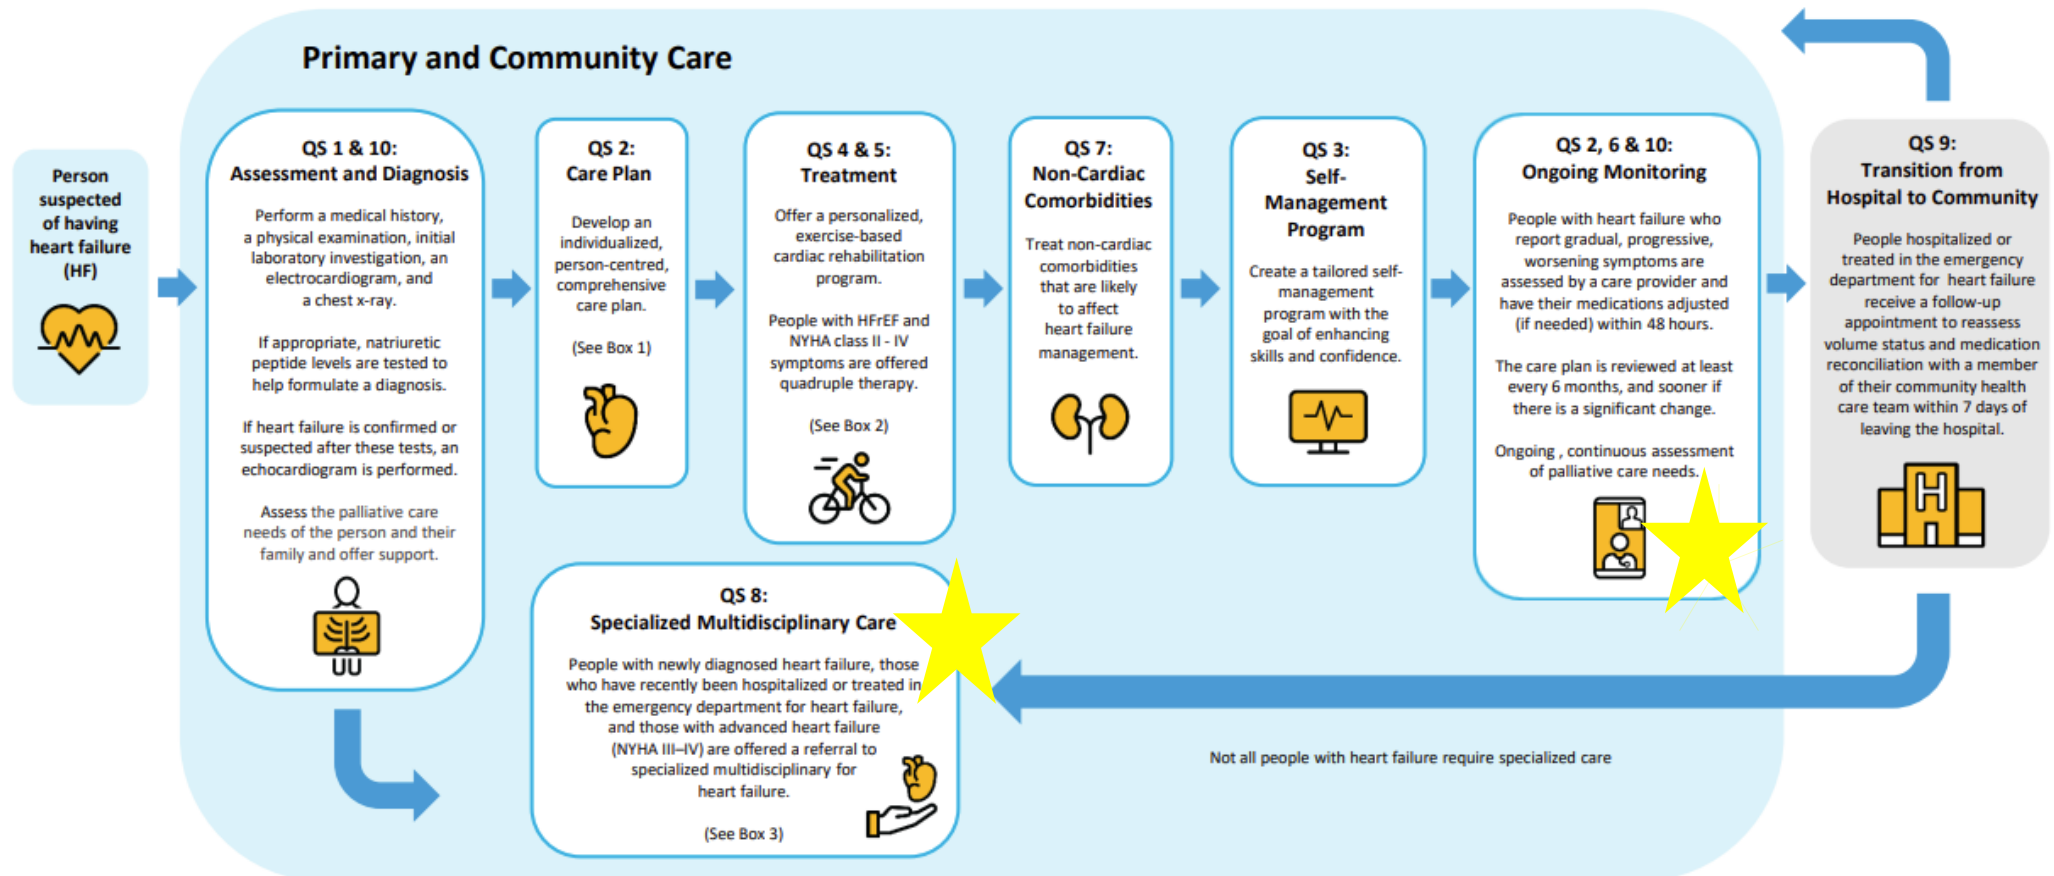 Primary and Community Care
Person
suspected
of having
heart failure
(HF)
QS 1 & 10:
Assessment and Diagnosis
Perform a medical history,
a physical examination, initial
laboratory investigation, an
electrocardiogram, and
a chest x-ray.
If appropriate, natriuretic
peptide levels are tested to
help formulate a diagnosis.
If heart failure is confirmed or
suspected after these tests, an
echocardiogram is performed.
Assess the palliative care
needs of the person and their
family and offer support.
QS 2:
Care Plan
Develop an
individualized,
person-centred,
comprehensive
care plan.
(See Box 1)
QS 4 & 5:
Treatment
Offer a personalized,
exercise-based
cardiac rehabilitation
program.
People with HFrEF and
NYHA class II - IV
symptoms are offered
quadruple therapy.
(See Box 2)
QS 7:
Non-Cardiac
Comorbidities
Treat non-cardiac
comorbidities
that are likely
to affect
heart failure
management.
QS 3:
Self-
Management
Program
Create a tailored self-
management
program with the
goal of enhancing
skills and confidence.
QS 2, 6 & 10:
Ongoing Monitoring
People with heart failure who
report gradual, progressive,
worsening symptoms are
assessed by a care provider and
have their medications adjusted
(if needed) within 48 hours.
The care plan is reviewed at least
every 6 months, and sooner if
there is a significant change.
Ongoing , continuous assessment
of palliative care needs.
QS 9:
Transition from
Hospital to Community
People hospitalized or
treated in the emergency
department for heart failure
receive a follow-up
appointment to reassess
volume status and medication
reconciliation with a member
of their community health
care team within 7 days of
leaving the hospital.
H
QS 8:
Specialized Multidisciplinary Care
People with newly diagnosed heart failure, those
who have recently been hospitalized or treated in
the emergency department for heart failure,
and those with advanced heart failure
(NYHA III–IV) are offered a referral to
specialized multidisciplinary for
heart failure.
(See Box 3)
Not all people with heart failure require specialized care